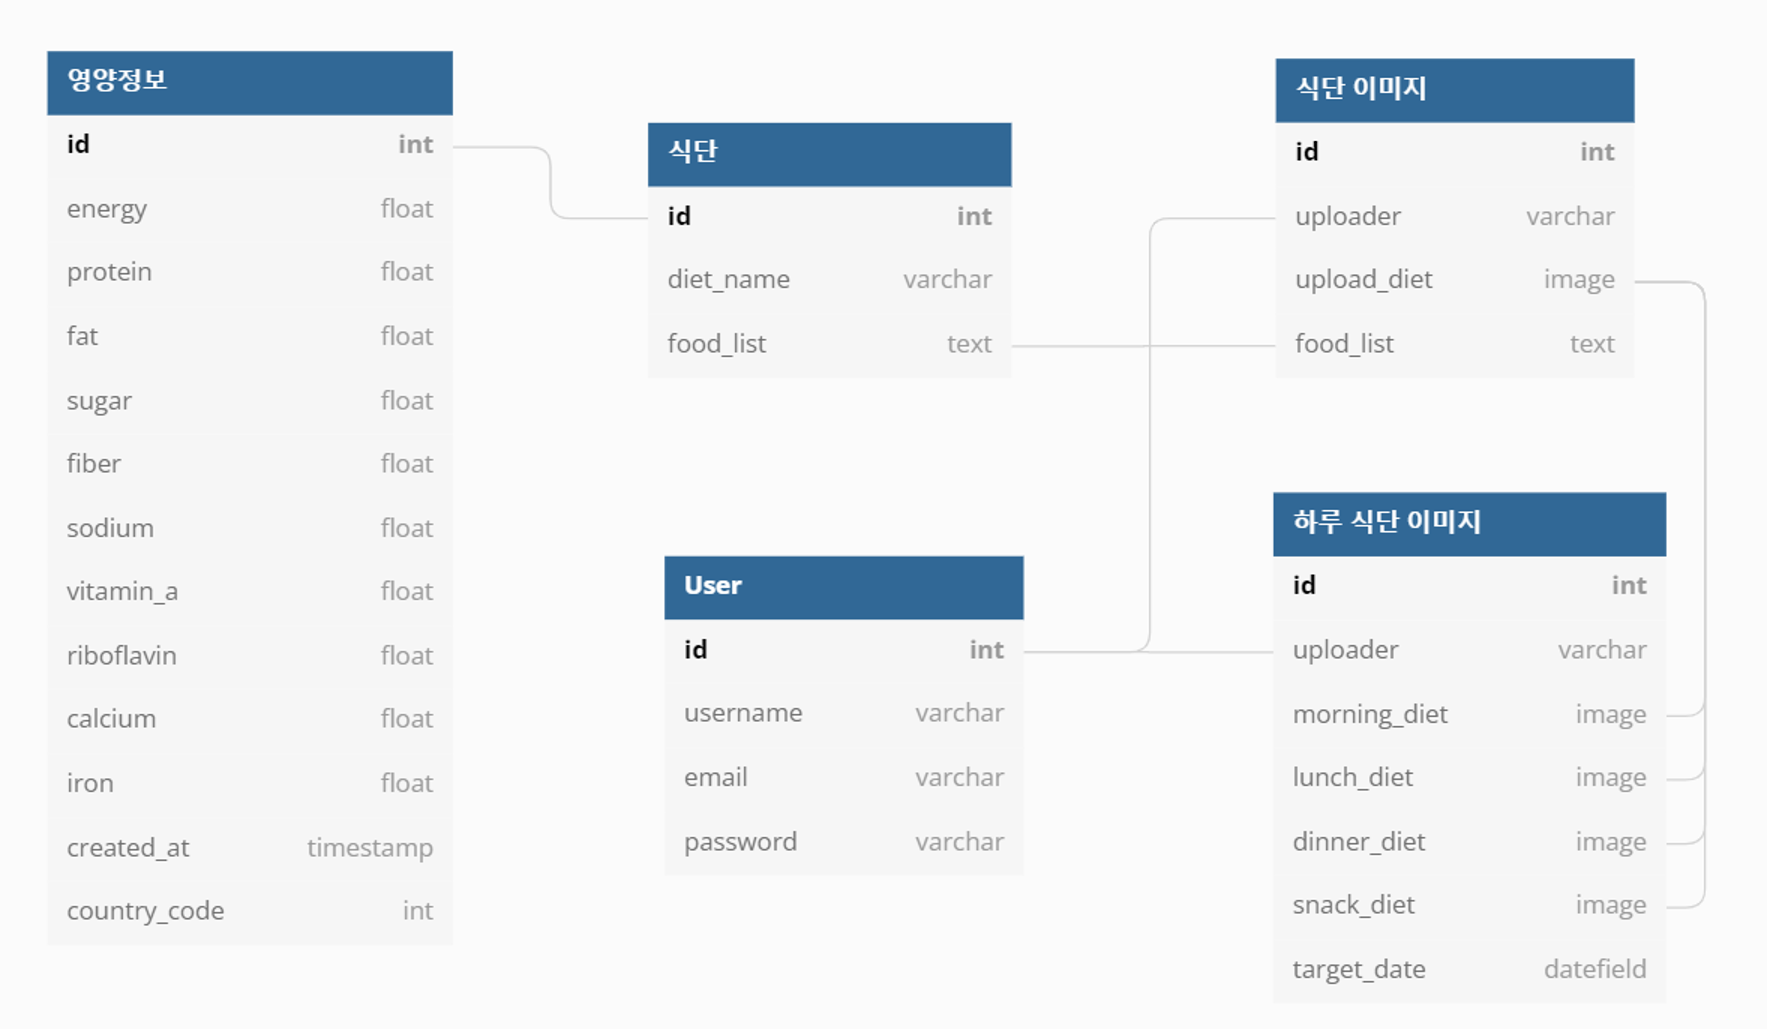 영양정보
id int
energy float
protein float
fat float
sugar float
fiber float
sodium float
vitamin_a float
riboflavin float
calcium float
iron float
created_at timestamp
country_code int
식단
id int
diet_name varchar
food_list text
User
id int
username varchar
email varchar
password varchar
식단 이미지
id int
uploader varchar
upload_diet image
food_list text
하루 식단 이미지
id int
uploader varchar
morning_diet image
lunch_diet image
dinner_diet image
snack_diet image
target_date datefield